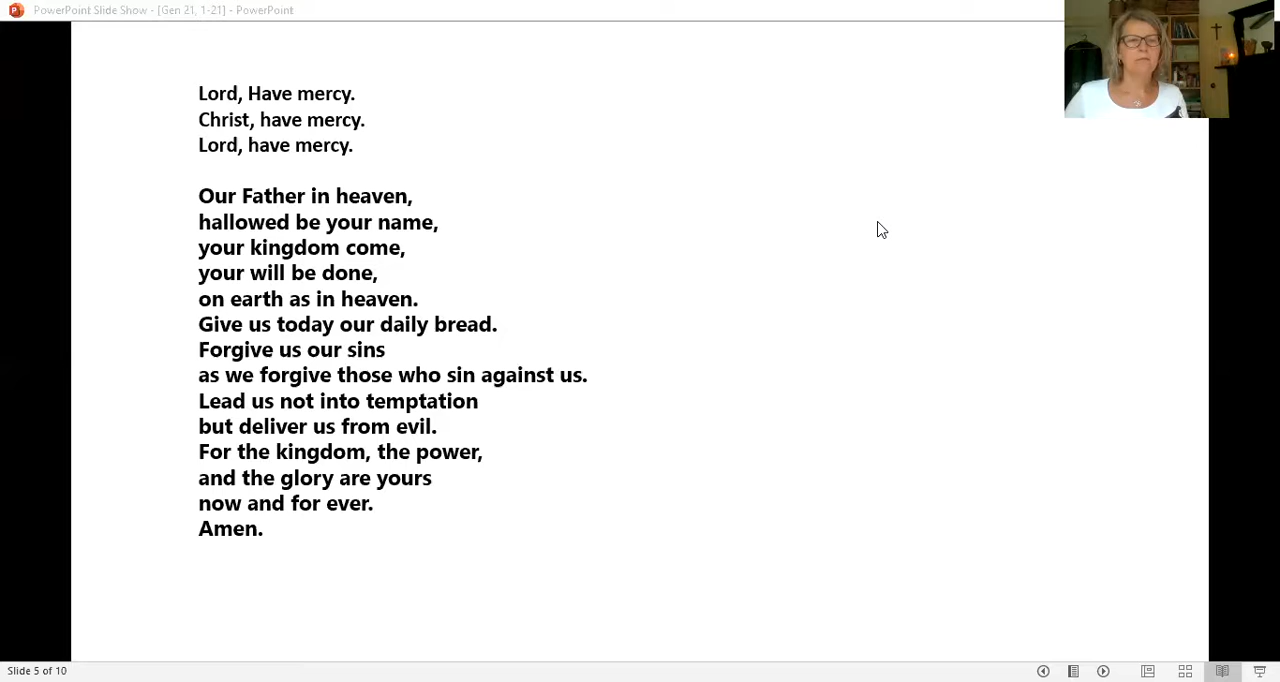 PowerPoint Slide Show - [Gen 21, 1-21] - PowerPoint
Lord, Have mercy.
Christ, have mercy.
Lord, have mercy.
Our Father in heaven,
hallowed be your name,
your kingdom come,
your will be done,
on earth as in heaven.
Give us today our daily bread.
Forgive us our sins
as we forgive those who sin against us.
Lead us not into temptation
but deliver us from evil.
For the kingdom, the power,
and the glory are yours
now and for ever.
Amen.
Slide 5 of 10